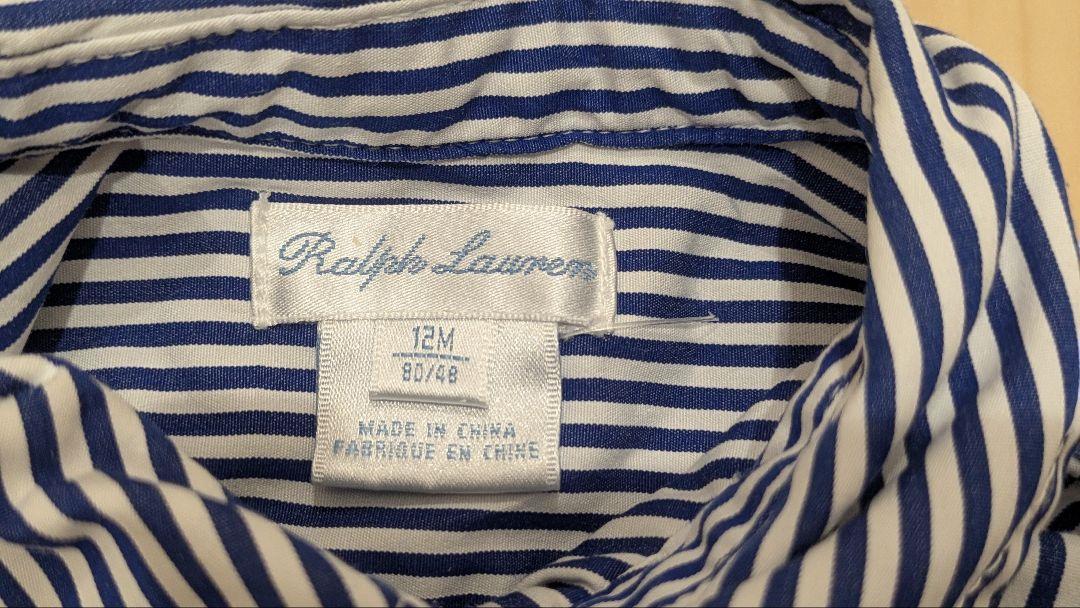 Ralph Lauren
12M
80/48
MADE IN CHINA
FABRIQUE EN CHINE